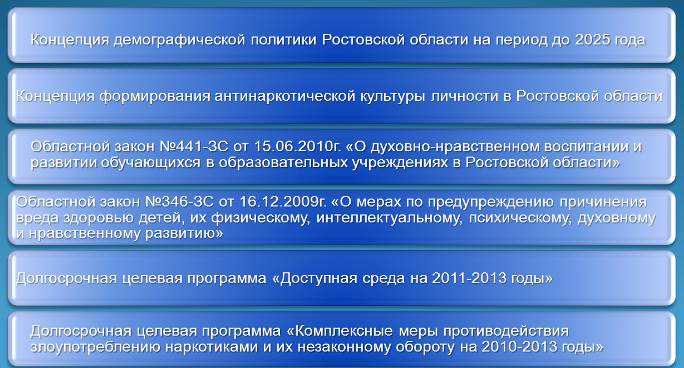 Концепция демографической политики Ростовской области на период до 2025 года
Концепция формирования антинаркотической культуры личности в Ростовской области
Областной закон №441-ЗС от 15.06.2010г. «О духовно-нравственном воспитании и
развитии обучающихся в образовательных учреждениях в Ростовской области»
Областной закон №346-ЗС от 16.12.2009г. «О мерах по предупреждению причинения
вреда здоровью детей, их физическому, интеллектуальному, психическому, духовному
и нравственному развитию»
Долгосрочная целевая программа «Доступная среда на 2011-2013 годы»
Долгосрочная целевая программа «Комплексные меры противодействия
злоупотреблению наркотиками и их незаконному обороту на 2010-2013 годы»